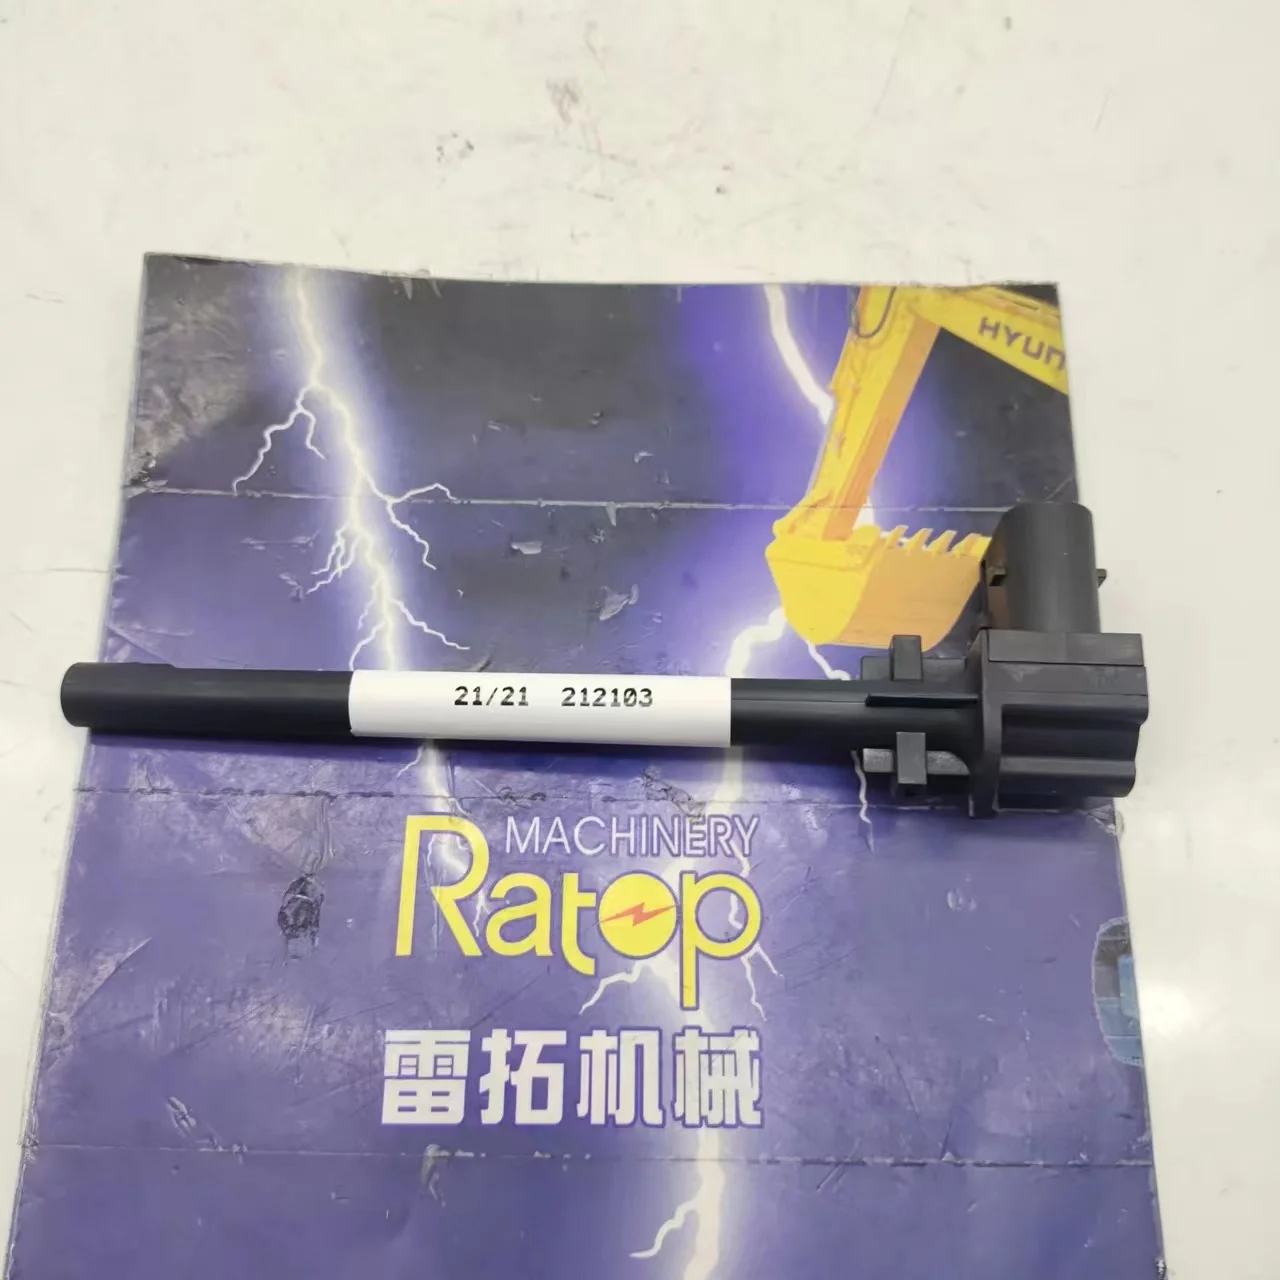 HYUN
21/21 212103
MACHINERY
Ratop
雷拓机械